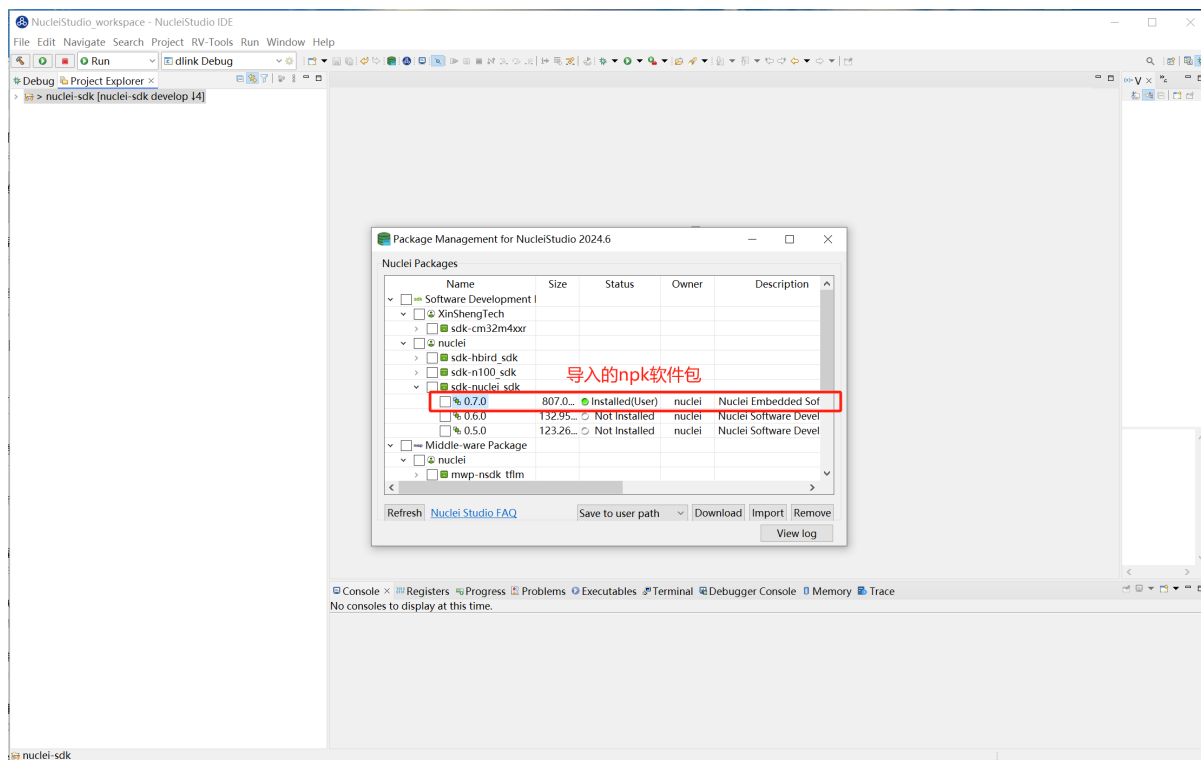 NucleiStudio_workspace - NucleiStudio IDE
File Edit Navigate Search Project RV-Tools Run Window Help
Run dlink Debug
Debug Project Explorer
> nuclei-sdk [nuclei-sdk develop ↓4]
Package Management for NucleiStudio 2024.6
Nuclei Packages
Name Size Status Owner Description
Software Development
XinShengTech
sdk-cm32m4xxr
nuclei
sdk-hbird_sdk
sdk-n100_sdk
导入的npk软件包
sdk-nuclei_sdk
0.7.0 807.0... Installed(User) nuclei Nuclei Embedded Sof
0.6.0 132.95... Not Installed nuclei Nuclei Software Devel
0.5.0 123.26... Not Installed nuclei Nuclei Software Devel
Middle-ware Package
nuclei
mwp-nsdk_tflm
Refresh Nuclei Studio FAQ Save to user path Download Import Remove
View log
Console Registers Progress Problems Executables Terminal Debugger Console Memory Trace
No consoles to display at this time.
nuclei-sdk